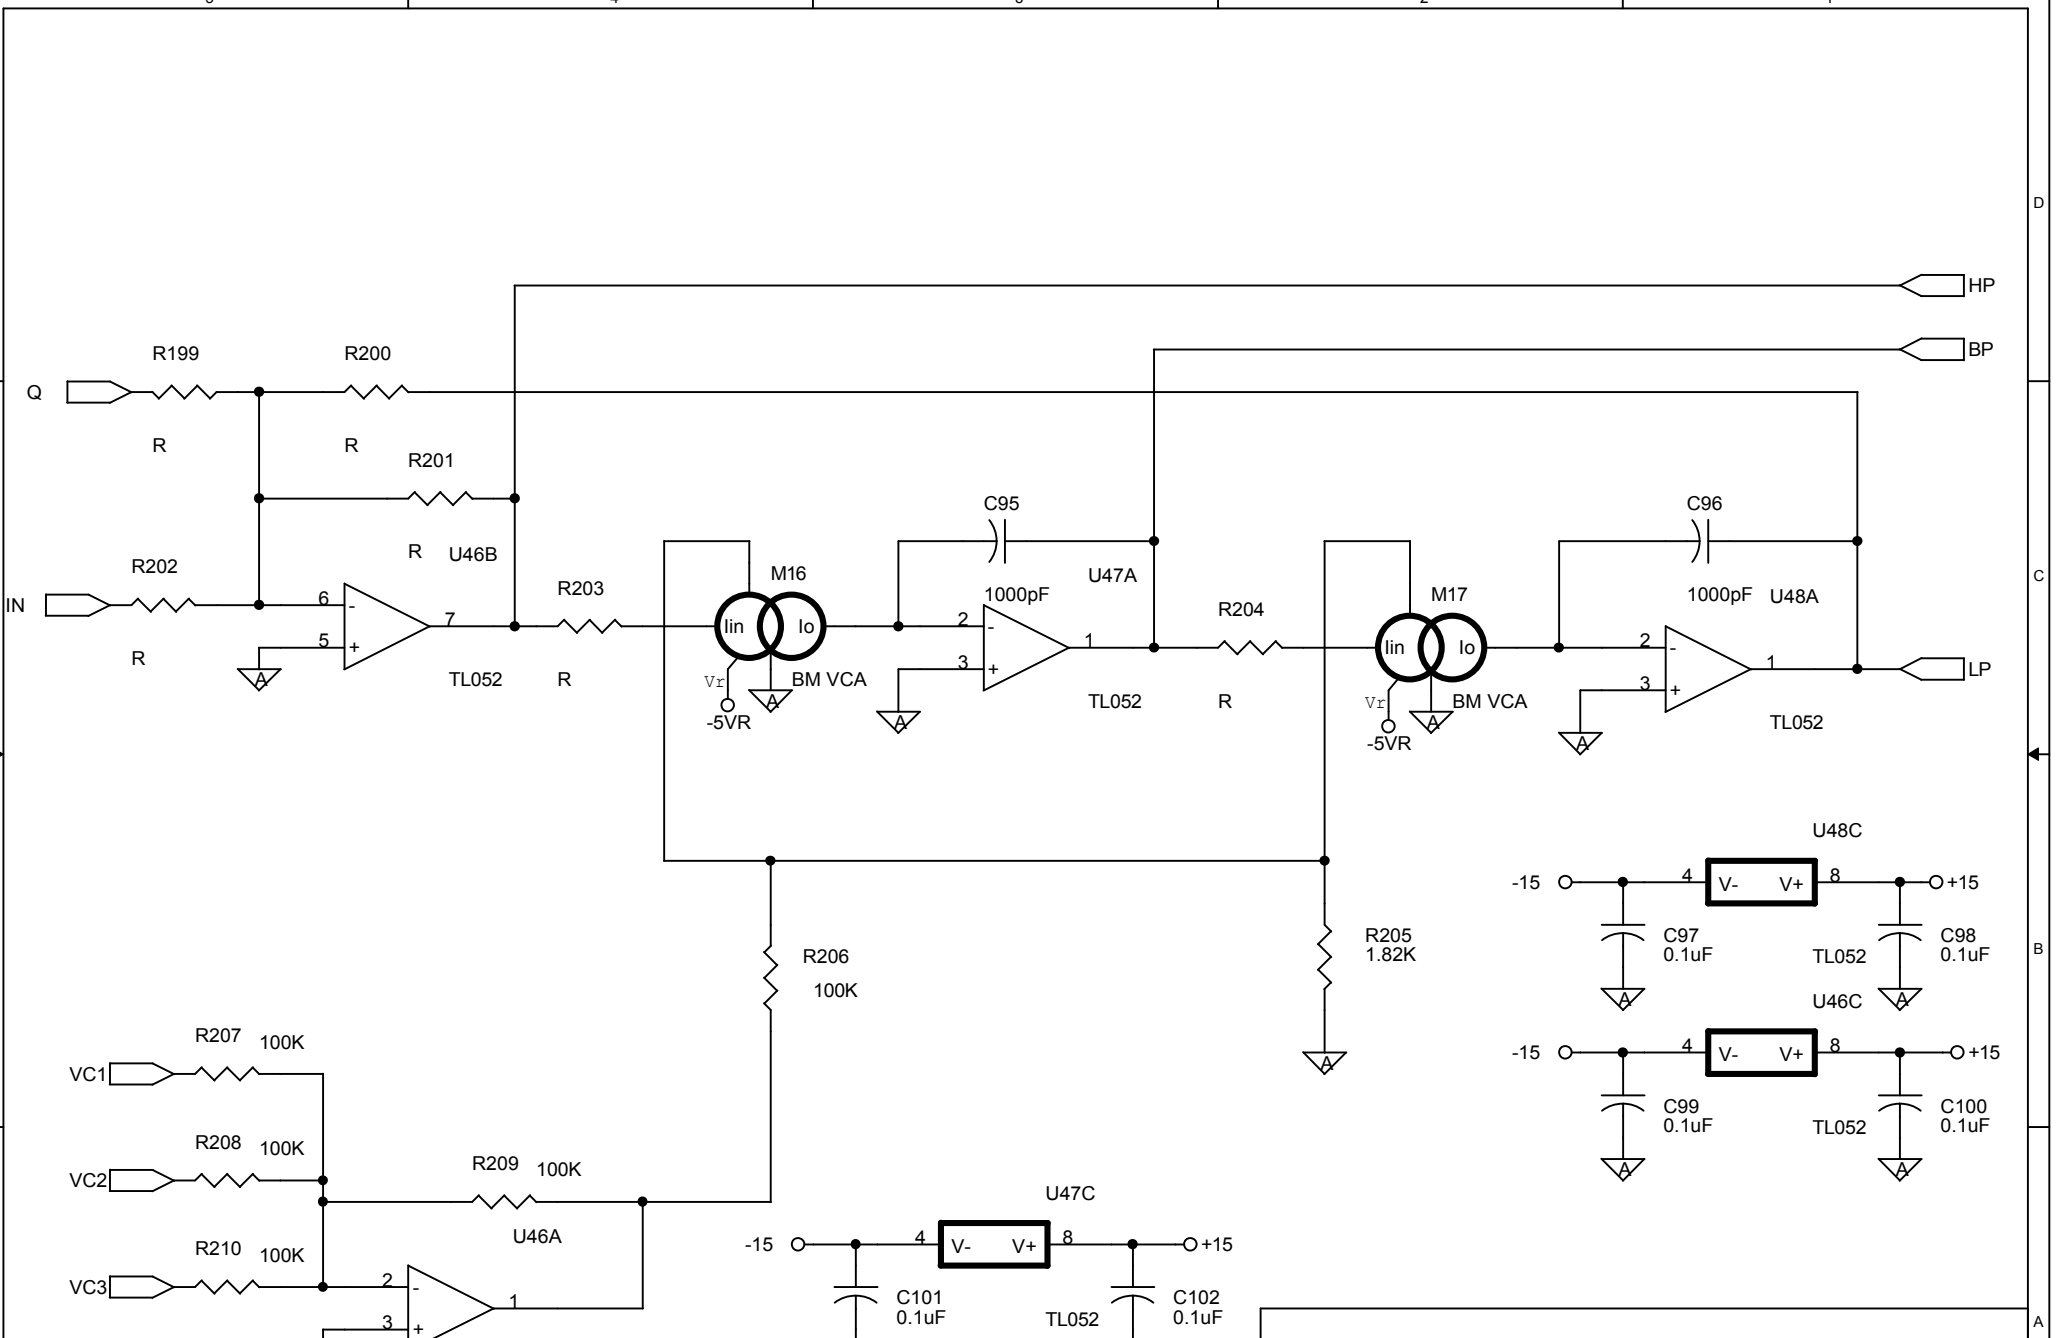 D
HP
BP
R199
R200
Q
R
R
R201
C95
C96
R
U46B
R202
R203
M16
U47A
M17
U48A
C
1000pF
1000pF
IN
6
-
7
Iin
Io
2
-
1
R204
Iin
Io
2
-
1
5
+
3
+
3
+
LP
R
A
TL052
R
Vr
A
BM VCA
A
TL052
R
Vr
A
BM VCA
A
TL052
-5VR
-5VR
U48C
-15
4
V-
V+
8
+15
R205
1.82K
C97
0.1uF
TL052
C98
0.1uF
B
R206
100K
A
A
U46C
R207
100K
-15
4
V-
V+
8
+15
A
VC1
C99
0.1uF
TL052
C100
0.1uF
R208
100K
A
A
VC2
R209
100K
U47C
U46A
-15
4
V-
V+
8
+15
R210
100K
VC3
2
-
1
3
+
C101
0.1uF
TL052
C102
0.1uF
A